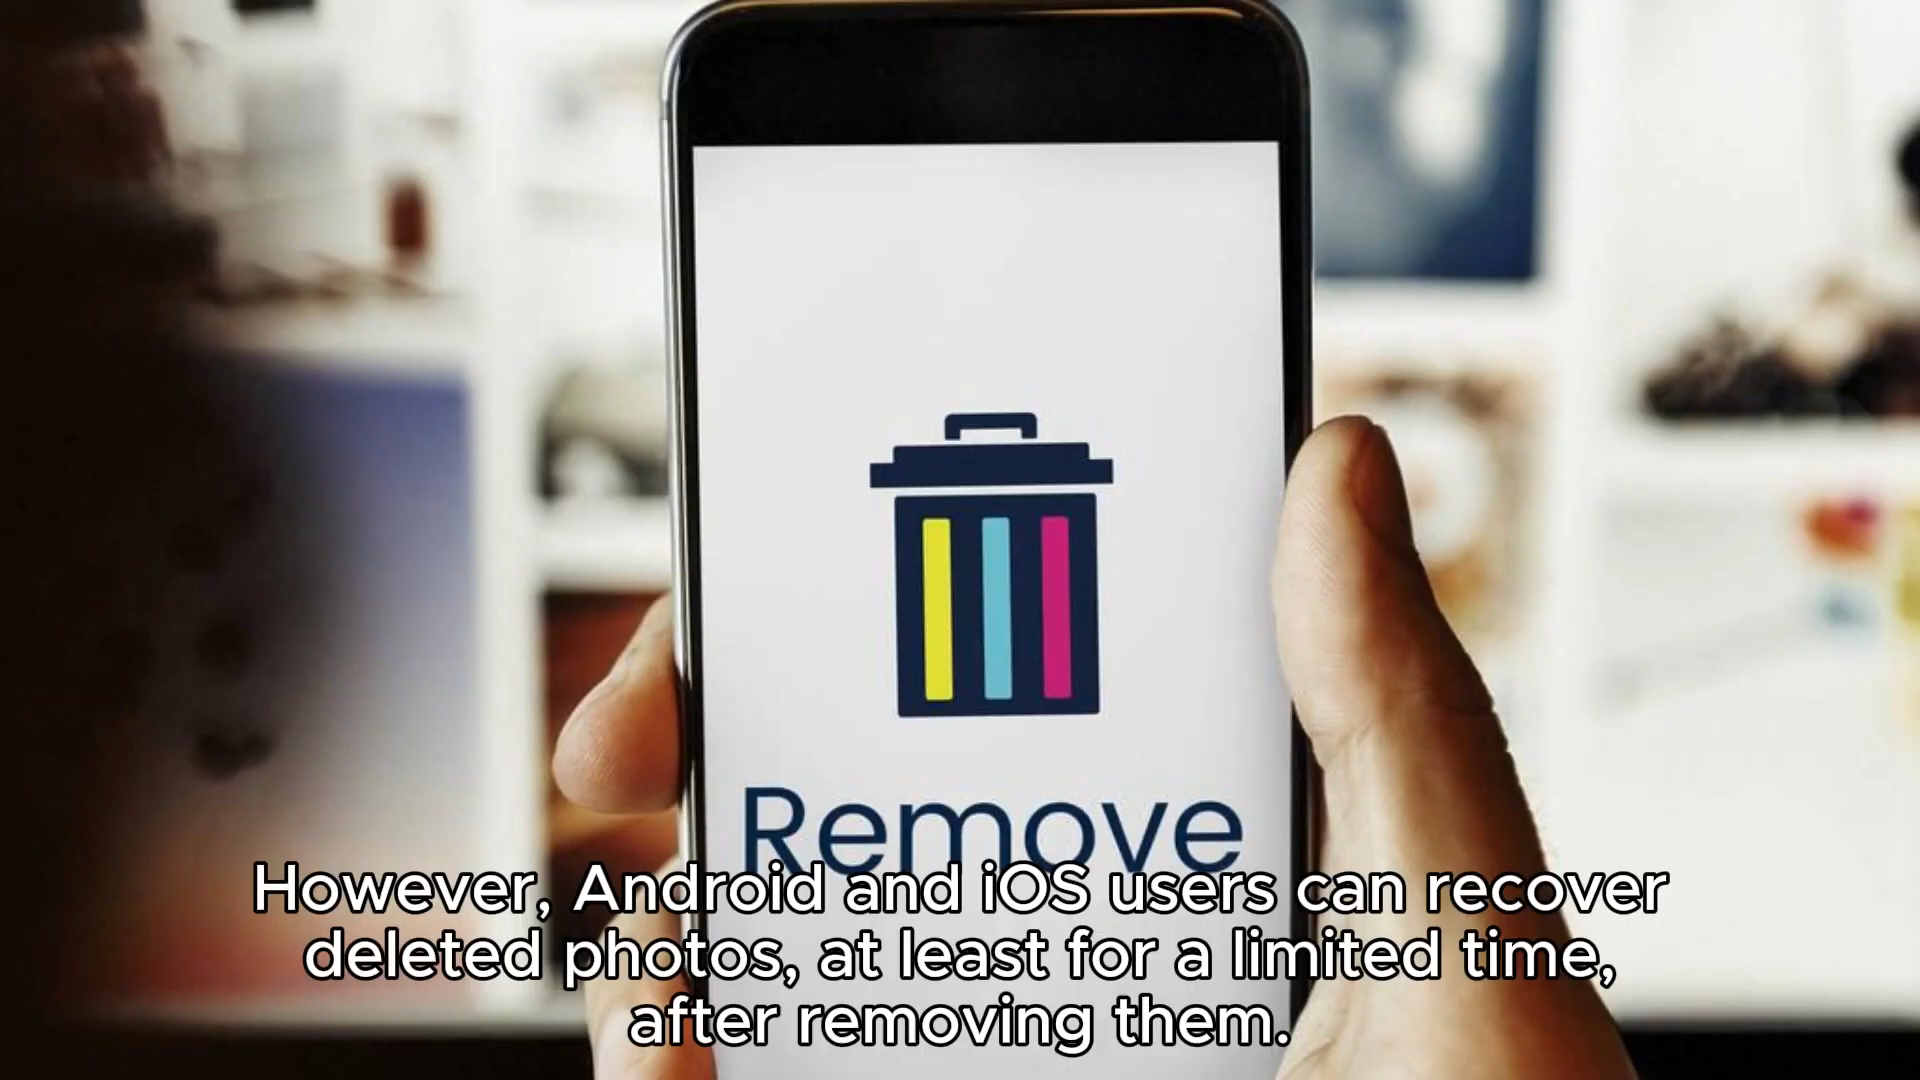 Remove
However, Android and iOS users can recover
deleted photos, at least for a limited time,
after removing them.